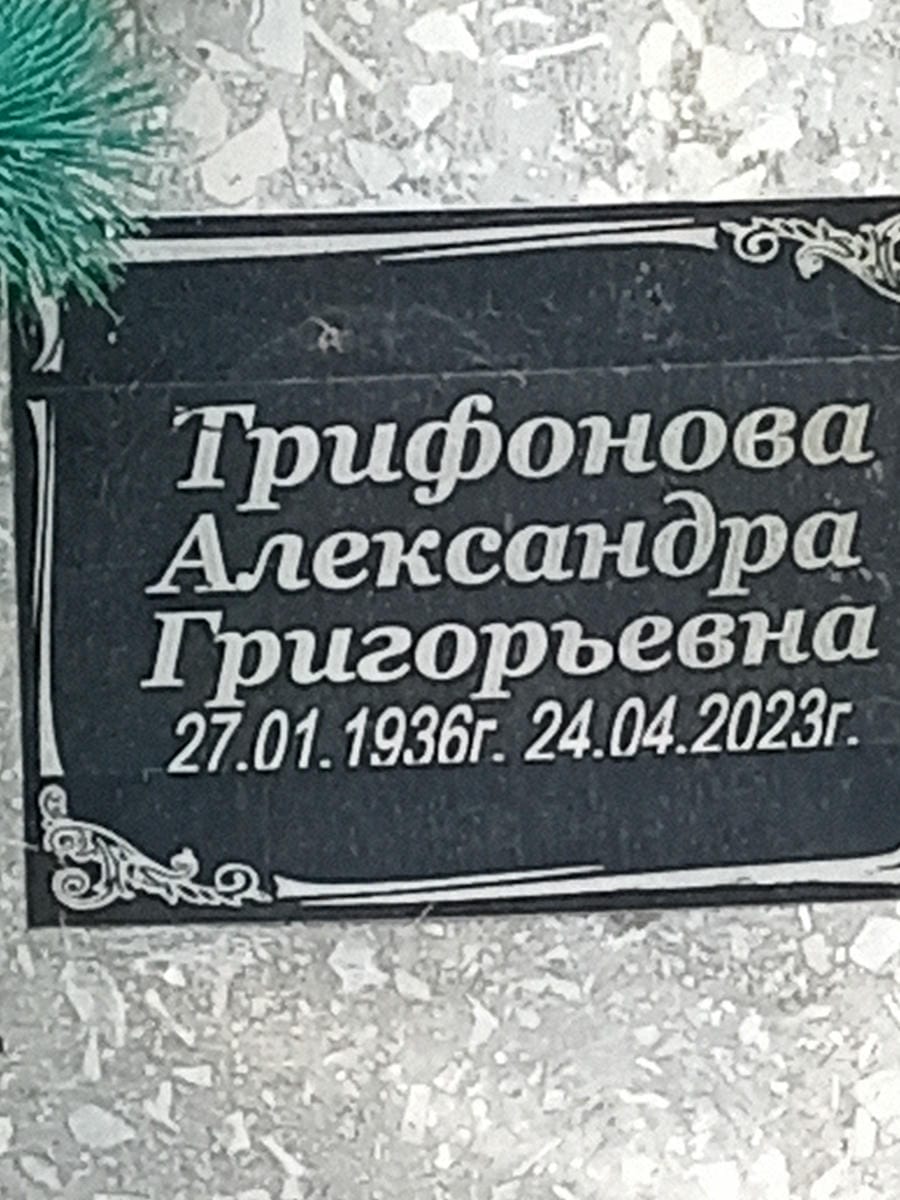 Трифонова
Александра
Григорьевна
27.01.1936г. 24.04.2023г.